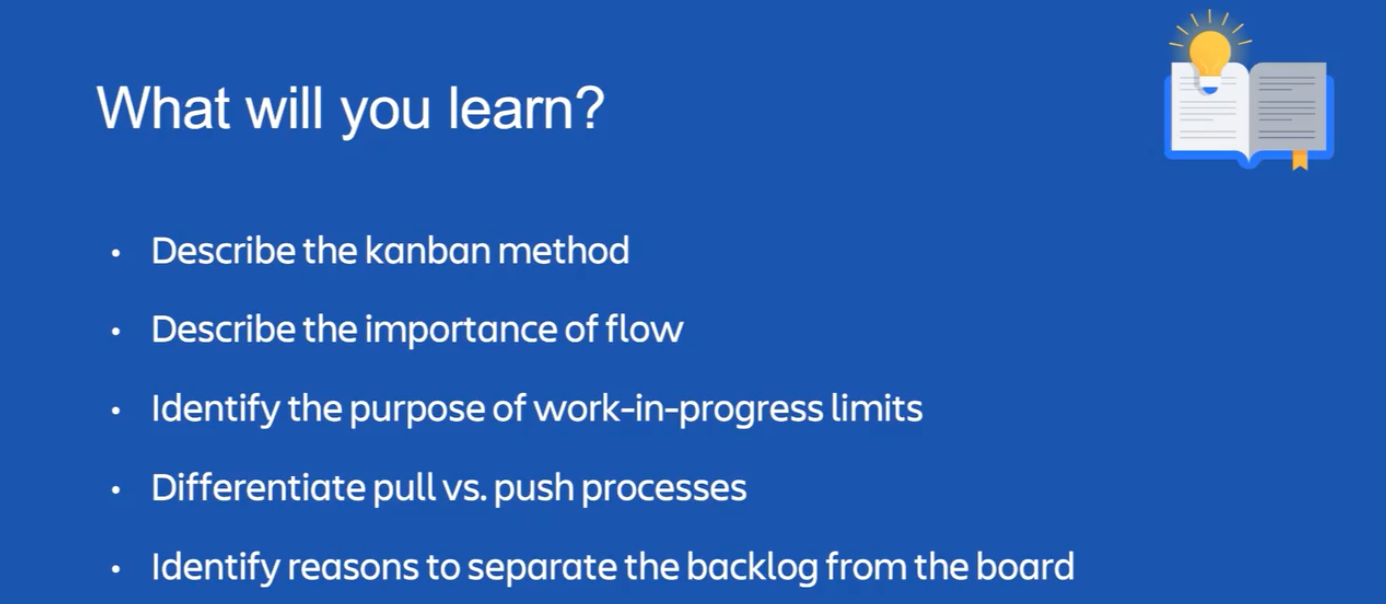 What will you learn?
• Describe the kanban method
• Describe the importance of flow
• Identify the purpose of work-in-progress limits
• Differentiate pull vs. push processes
• Identify reasons to separate the backlog from the board